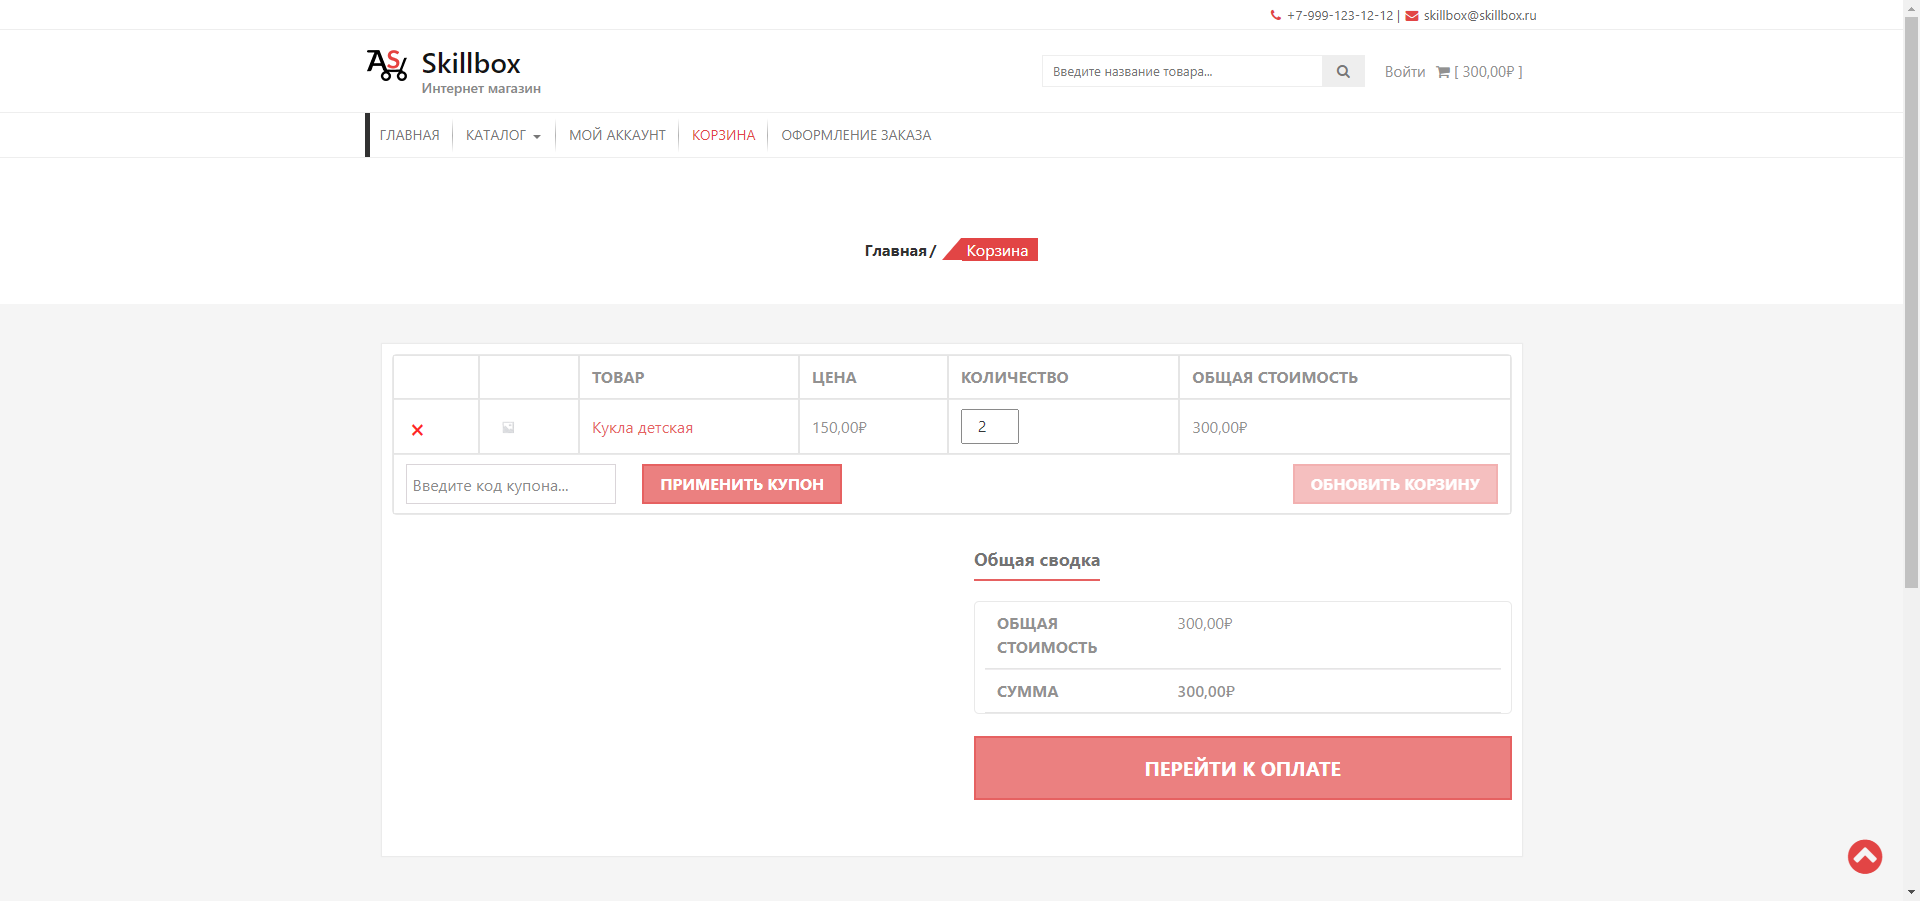 +7-999-123-12-12 | skillbox@skillbox.ru
AS Skillbox
Интернет магазин
Введите название товара...
Войти [ 300,00₽ ]
ГЛАВНАЯ КАТАЛОГ МОЙ АККАУНТ КОРЗИНА ОФОРМЛЕНИЕ ЗАКАЗА
Главная / Корзина
ТОВАР ЦЕНА КОЛИЧЕСТВО ОБЩАЯ СТОИМОСТЬ
× Кукла детская 150,00₽ 2 300,00₽
Введите код купона... ПРИМЕНИТЬ КУПОН ОБНОВИТЬ КОРЗИНУ
Общая сводка
ОБЩАЯ 300,00₽
СТОИМОСТЬ
СУММА 300,00₽
ПЕРЕЙТИ К ОПЛАТЕ